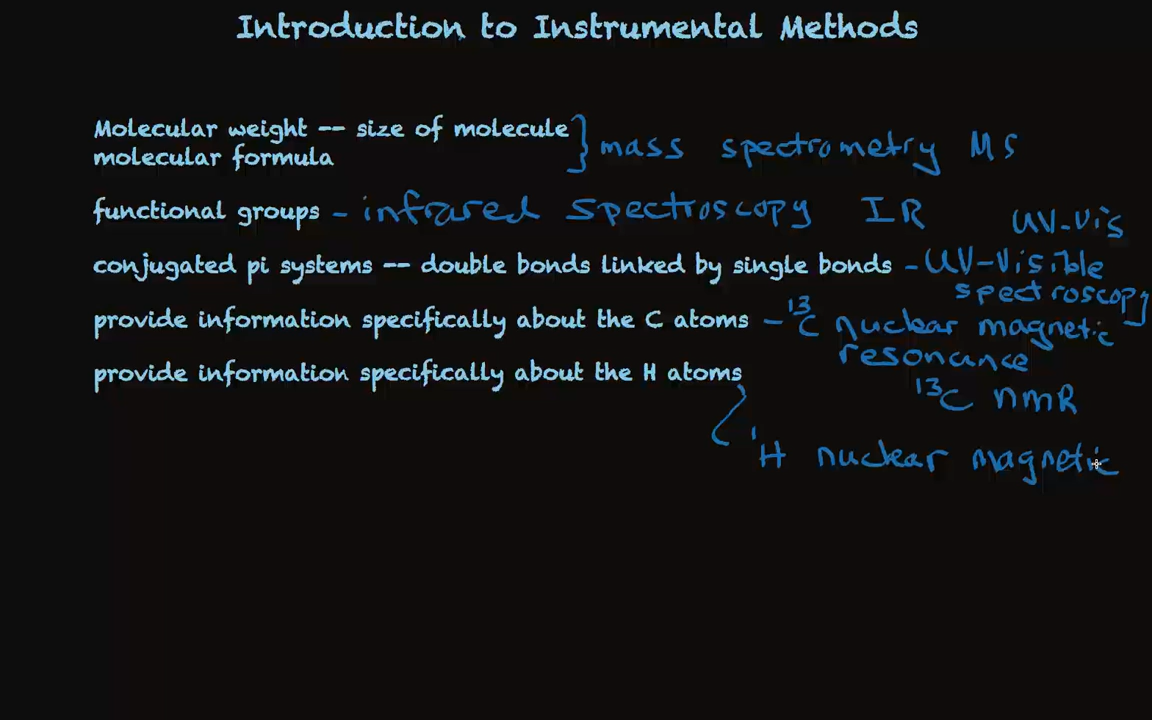 Introduction to Instrumental Methods
Molecular weight -- size of molecule
molecular formula
} mass spectrometry MS
functional groups - infrared spectroscopy IR
UV-Vis
conjugated pi systems -- double bonds linked by single bonds - UV-Visible
spectroscopy
provide information specifically about the C atoms - ¹³C nuclear magnetic
resonance
provide information specifically about the H atoms
¹³C NMR
¹H nuclear magnetic